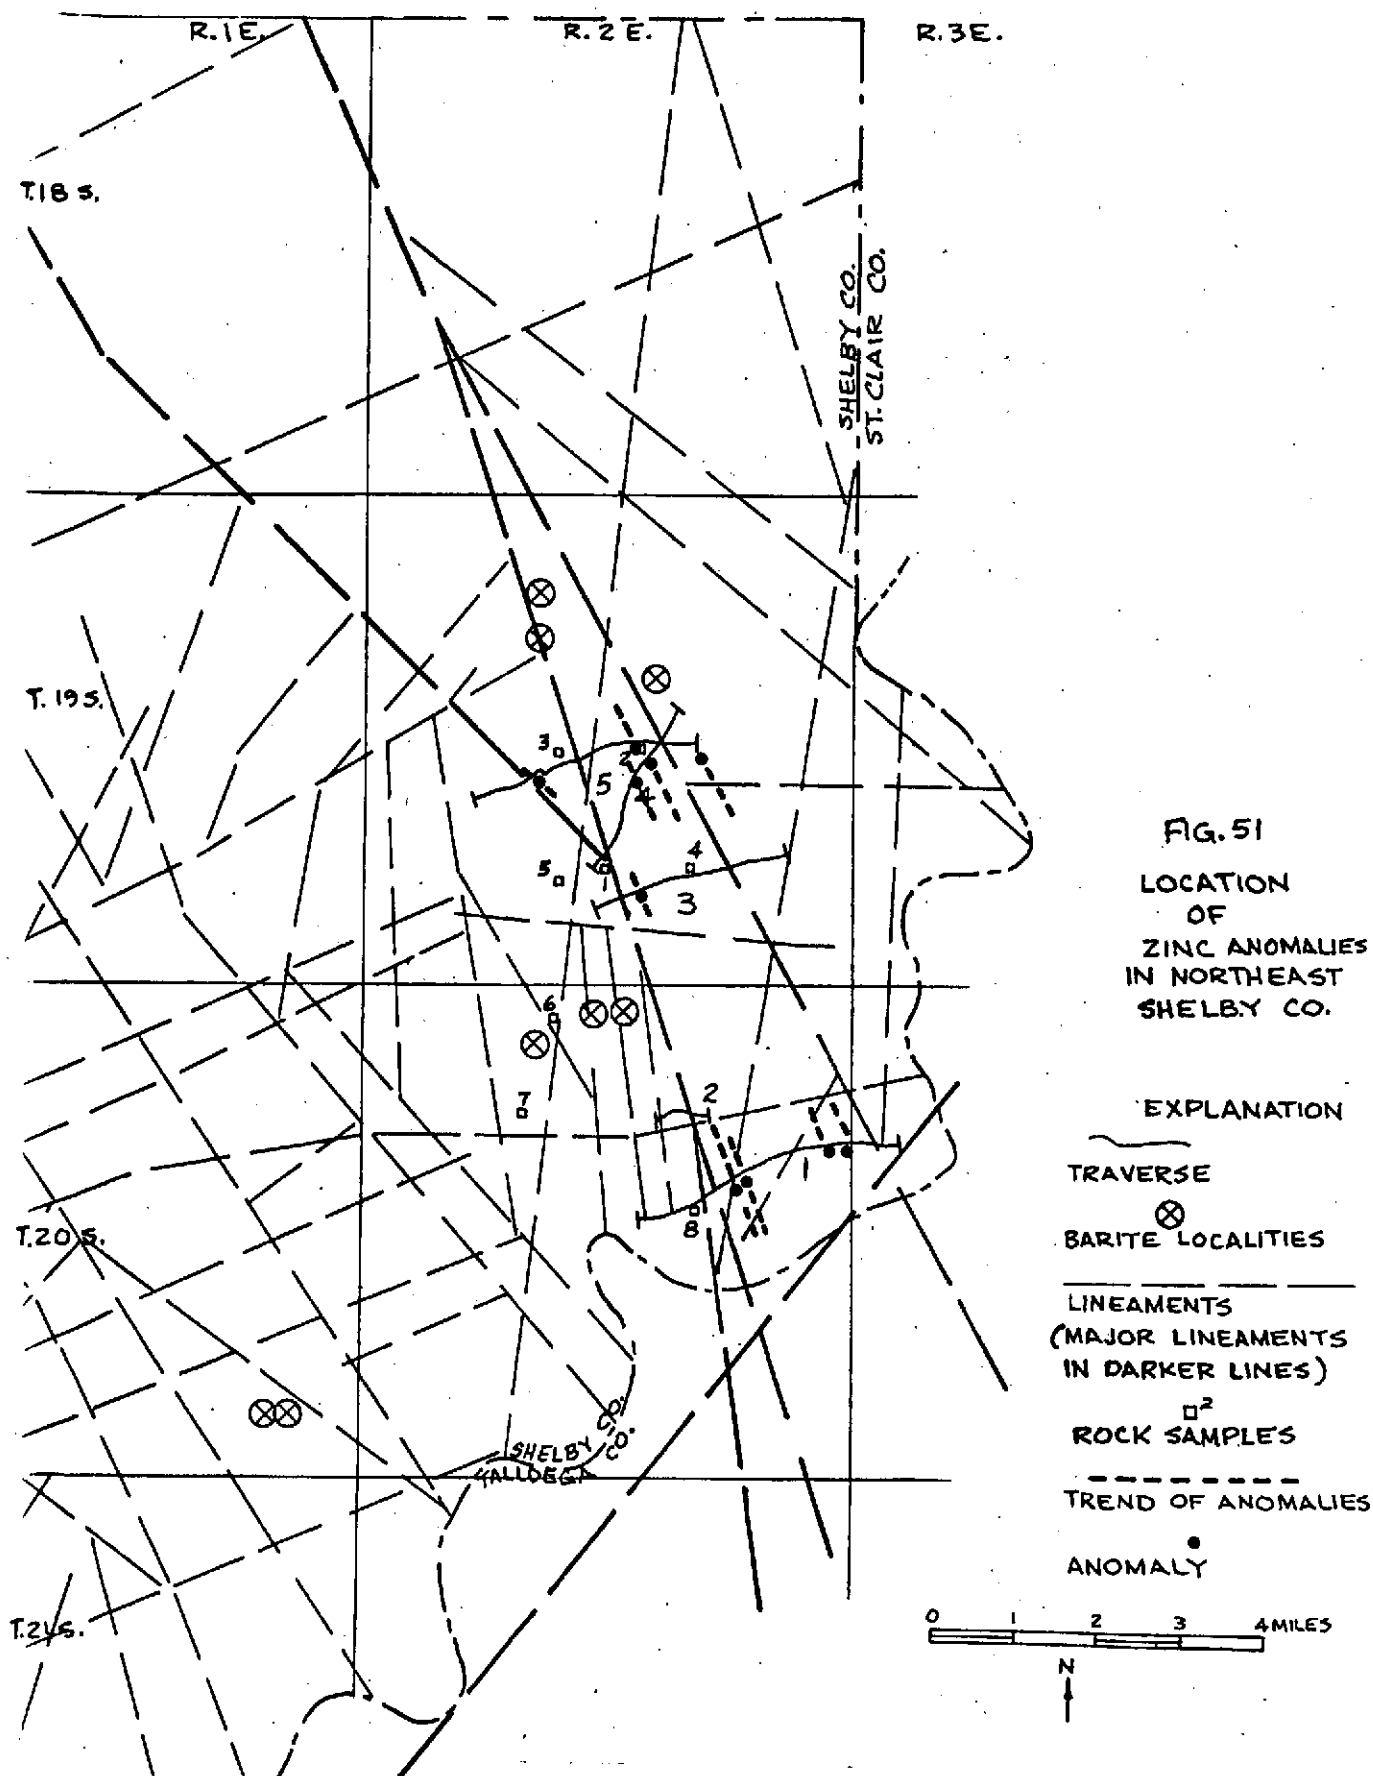 R.1E.
R.2E.
R.3E.
T.18 S.
SHELBY CO.
ST. CLAIR CO.
T. 19 S.
3
2
5
4
4
5
1
3
FIG. 51
LOCATION
OF
ZINC ANOMALIES
IN NORTHEAST
SHELBY CO.
6
7
2
EXPLANATION
TRAVERSE
1
8
T.20 S.
BARITE LOCALITIES
LINEAMENTS
(MAJOR LINEAMENTS
IN DARKER LINES)
2
ROCK SAMPLES
SHELBY CO.
TALLDEGA CO.
TREND OF ANOMALIES
ANOMALY
T.21 S.
0 1 2 3 4 MILES
N